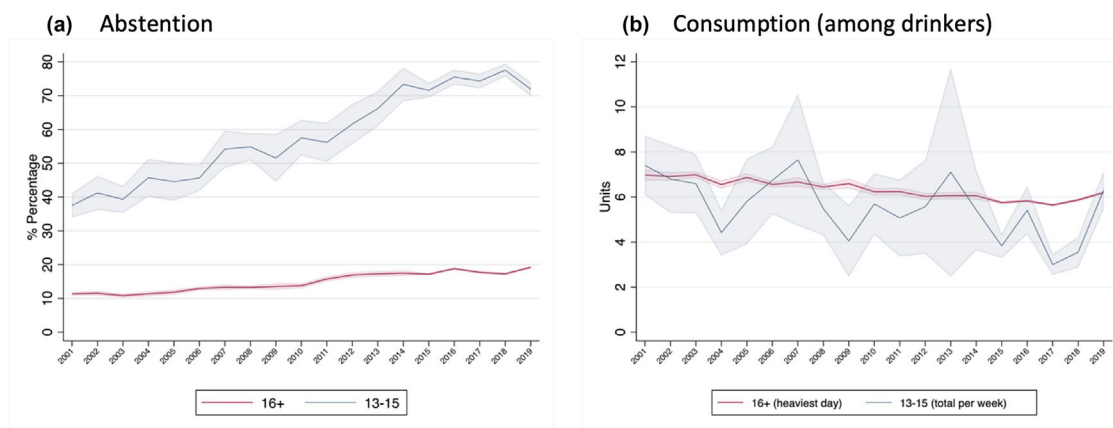 (a) Abstention
% Percentage
80
70
60
50
40
30
20
10
0
2001 2002 2003 2004 2005 2006 2007 2008 2009 2010 2011 2012 2013 2014 2015 2016 2017 2018 2019
16+ 13-15
(b) Consumption (among drinkers)
Units
12
10
8
6
4
2
0
2001 2002 2003 2004 2005 2006 2007 2008 2009 2010 2011 2012 2013 2014 2015 2016 2017 2018 2019
16+ (heaviest day) 13-15 (total per week)